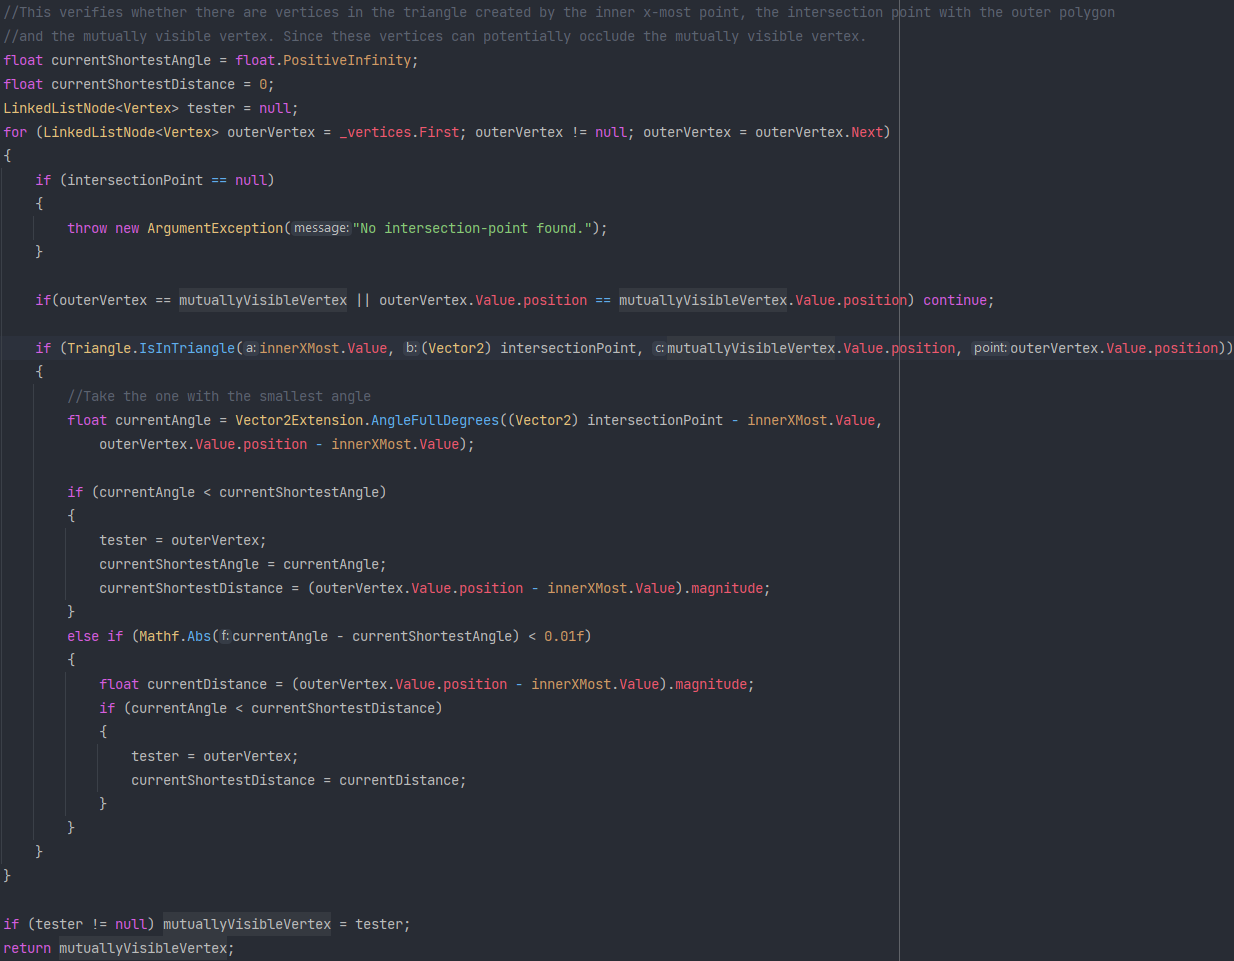 //This verifies whether there are vertices in the triangle created by the inner x-most point, the intersection point with the outer polygon
//and the mutually visible vertex. Since these vertices can potentially occlude the mutually visible vertex.
float currentShortestAngle = float.PositiveInfinity;
float currentShortestDistance = 0;
LinkedListNode<Vertex> tester = null;
for (LinkedListNode<Vertex> outerVertex = _vertices.First; outerVertex != null; outerVertex = outerVertex.Next)
{
    if (intersectionPoint == null)
    {
        throw new ArgumentException(message:"No intersection-point found.");
    }

    if(outerVertex == mutuallyVisibleVertex || outerVertex.Value.position == mutuallyVisibleVertex.Value.position) continue;

    if (Triangle.IsInTriangle(a:innerXMost.Value, b:(Vector2) intersectionPoint, c:mutuallyVisibleVertex.Value.position, point:outerVertex.Value.position))
    {
        //Take the one with the smallest angle
        float currentAngle = Vector2Extension.AngleFullDegrees((Vector2) intersectionPoint - innerXMost.Value,
            outerVertex.Value.position - innerXMost.Value);

        if (currentAngle < currentShortestAngle)
        {
            tester = outerVertex;
            currentShortestAngle = currentAngle;
            currentShortestDistance = (outerVertex.Value.position - innerXMost.Value).magnitude;
        }
        else if (Mathf.Abs(f:currentAngle - currentShortestAngle) < 0.01f)
        {
            float currentDistance = (outerVertex.Value.position - innerXMost.Value).magnitude;
            if (currentAngle < currentShortestDistance)
            {
                tester = outerVertex;
                currentShortestDistance = currentDistance;
            }
        }
    }
}

if (tester != null) mutuallyVisibleVertex = tester;
return mutuallyVisibleVertex;